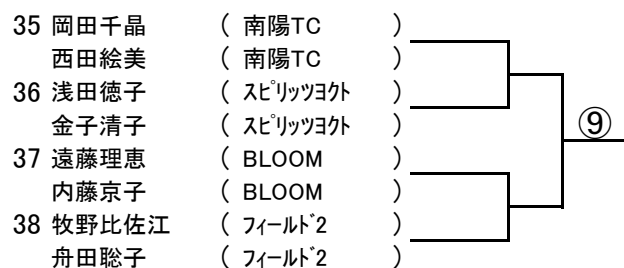 35 岡田千晶 ( 南陽TC )
西田絵美 ( 南陽TC )
36 浅田徳子 ( スピリッツヨクト )
金子清子 ( スピリッツヨクト )
⑨
37 遠藤理恵 ( BLOOM )
内藤京子 ( BLOOM )
38 牧野比佐江 ( フィールド2 )
舟田聡子 ( フィールド2 )